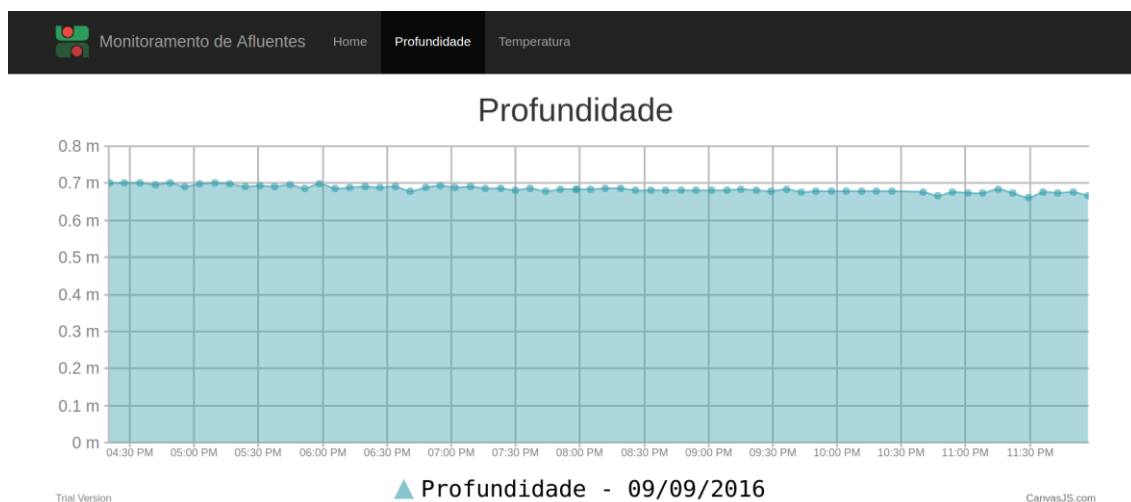 Monitoramento de Afluentes Home Profundidade Temperatura
Profundidade
0.8 m
0.7 m
0.6 m
0.5 m
0.4 m
0.3 m
0.2 m
0.1 m
0 m
04:30 PM 05:00 PM 05:30 PM 06:00 PM 06:30 PM 07:00 PM 07:30 PM 08:00 PM 08:30 PM 09:00 PM 09:30 PM 10:00 PM 10:30 PM 11:00 PM 11:30 PM
Profundidade - 09/09/2016
Trial Version CanvasJS.com